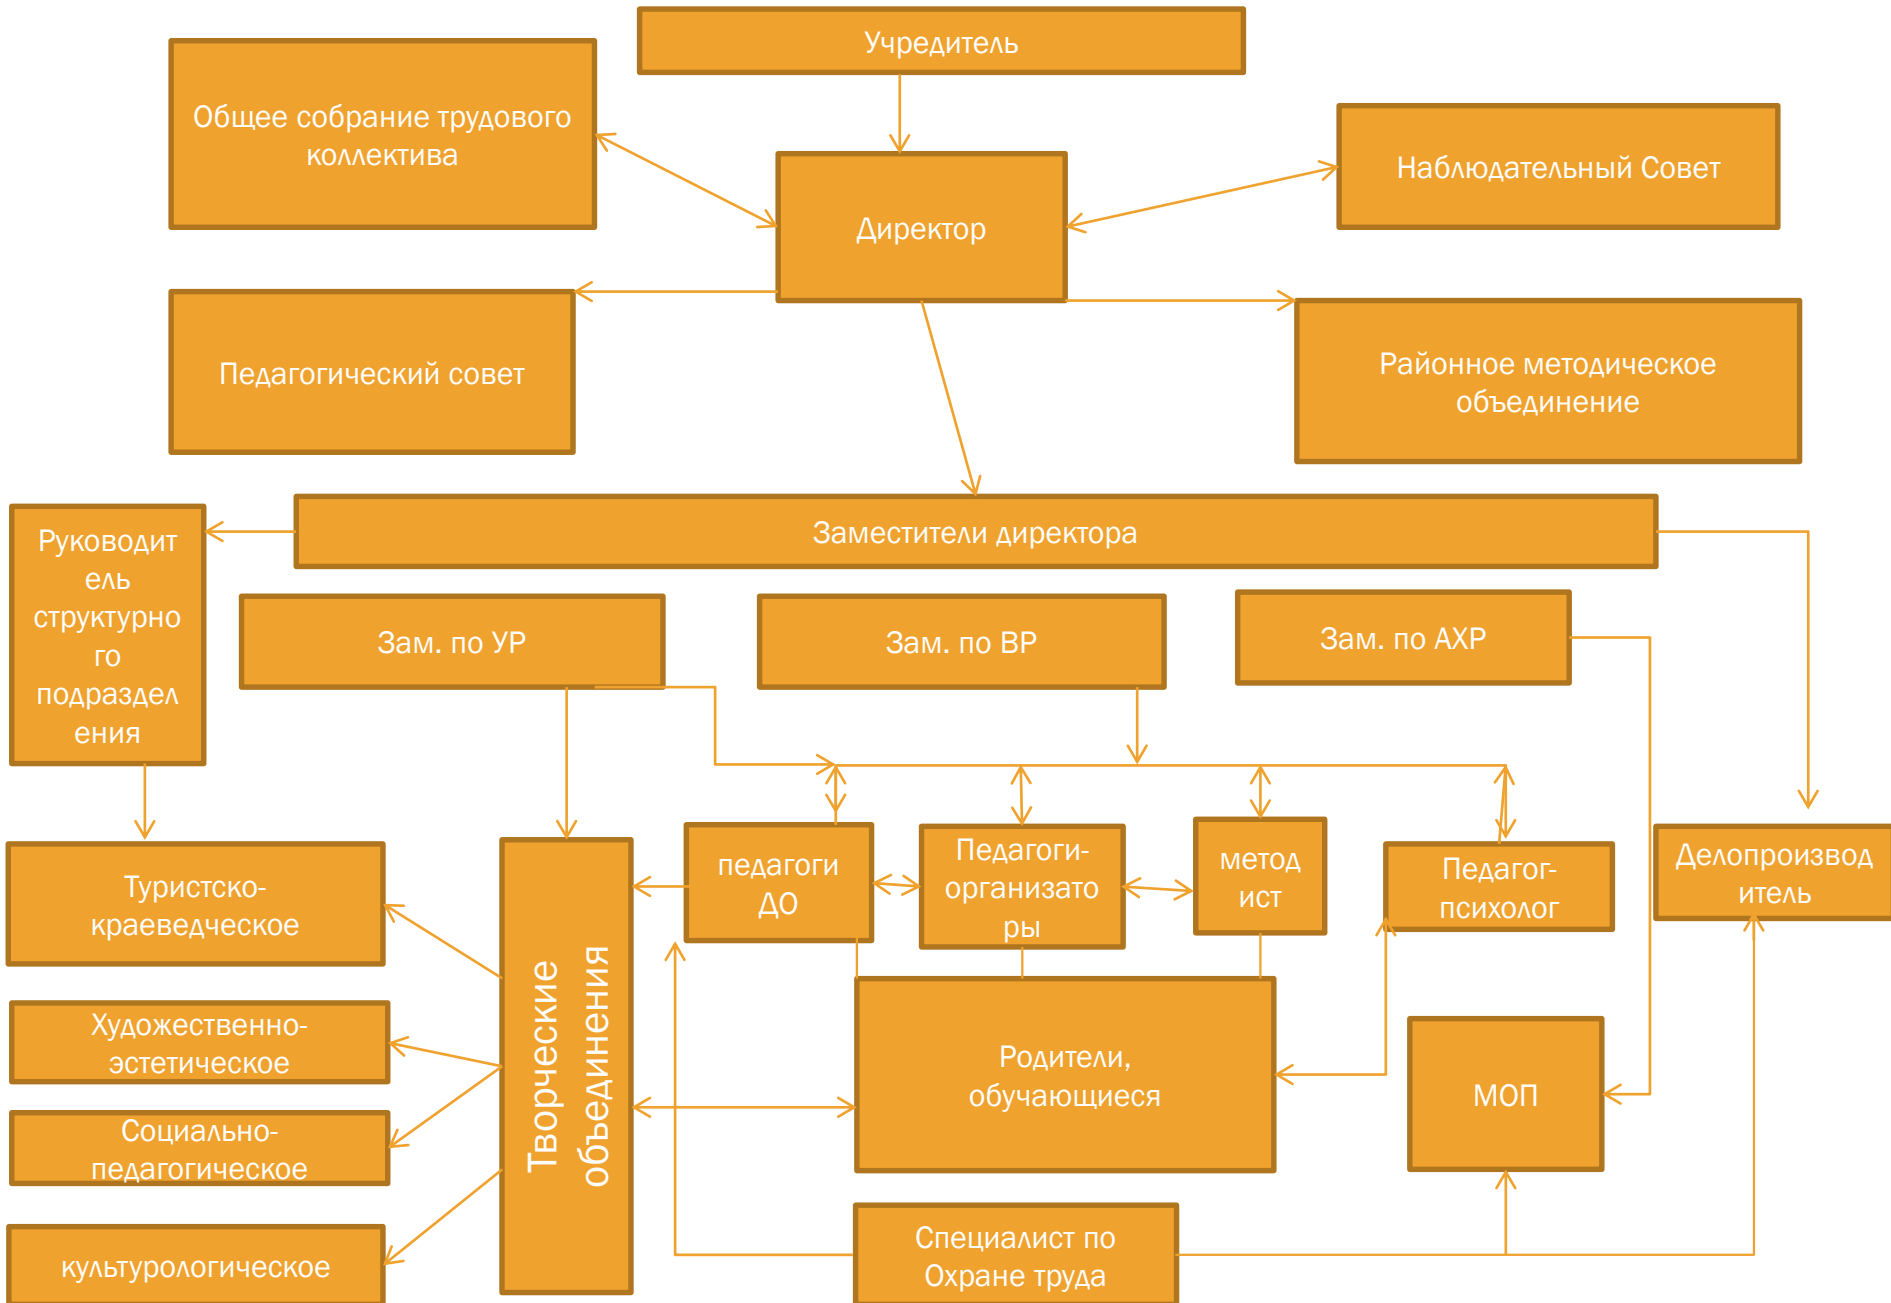 Учредитель
Общее собрание трудового
коллектива
Наблюдательный Совет
Директор
Педагогический совет
Районное методическое
объединение
Заместители директора
Руководит
ель
структурно
го
подраздел
ения
Зам. по УР
Зам. по ВР
Зам. по АХР
педагоги
ДО
Педагоги-
организато
ры
метод
ист
Педагог-
психолог
Делопроизвод
итель
Туристско-
краеведческое
Творческие
объединения
Художественно-
эстетическое
Родители,
обучающиеся
МОП
Социально-
педагогическое
культурологическое
Специалист по
Охране труда